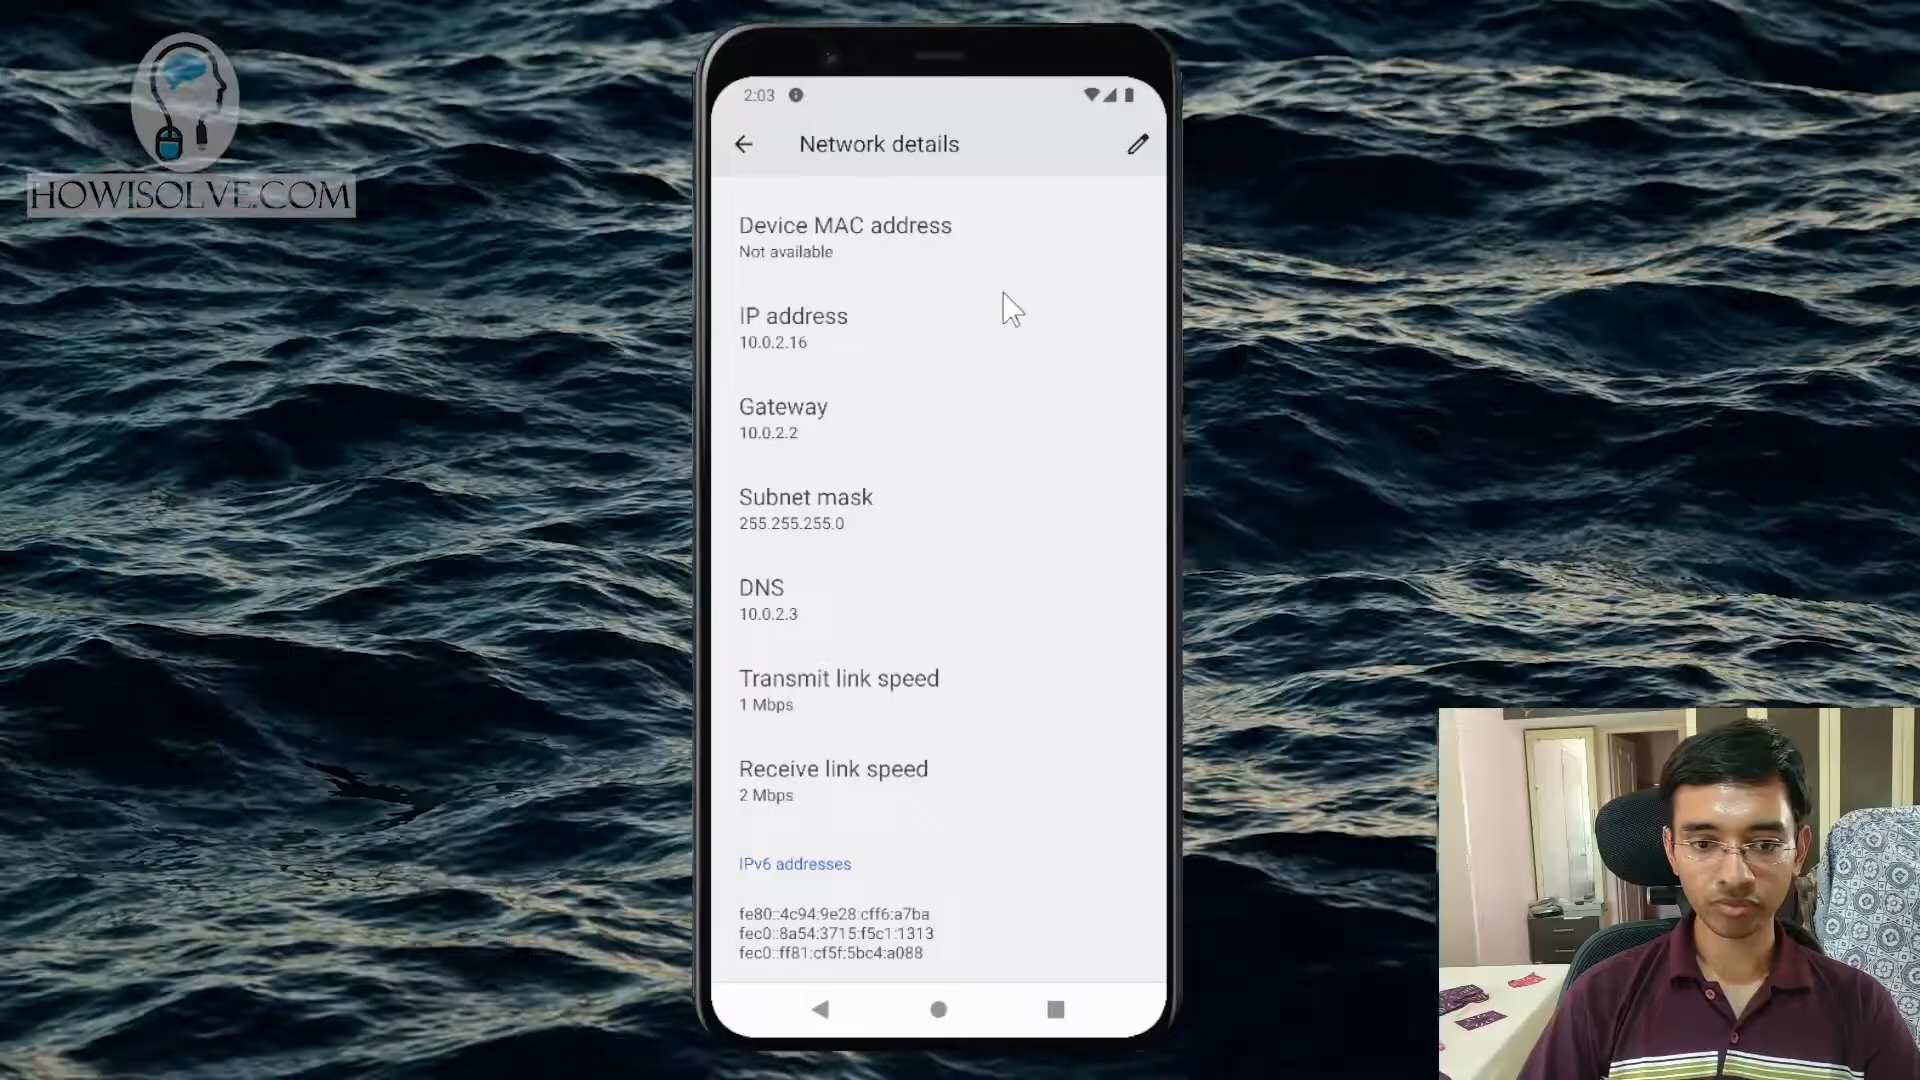 HOWISOLVE.COM
2:03
Network details
Device MAC address
Not available
IP address
10.0.2.16
Gateway
10.0.2.2
Subnet mask
255.255.255.0
DNS
10.0.2.3
Transmit link speed
1 Mbps
Receive link speed
2 Mbps
IPv6 addresses
fe80::4c94:9e28:cff6:a7ba
fec0::8a54:3715:f5c1:1313
fec0::ff81:cf5f:5bc4:a088